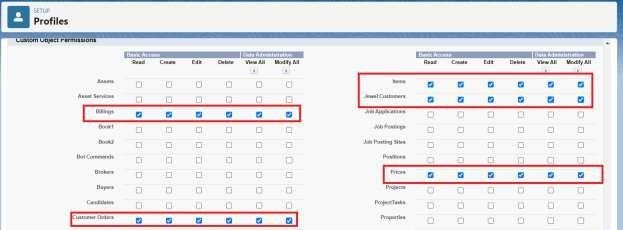 SETUP
Profiles
Custom Object Permissions
Basic Access Data Administration
Read Create Edit Delete View All Modify All
Assets
Asset Services
Billings
Book1
Book2
Bot Commands
Brokers
Buyers
Candidates
Customer Orders
Basic Access Data Administration
Read Create Edit Delete View All Modify All
Items
Jewel Customers
Job Applications
Job Postings
Job Posting Sites
Positions
Prices
Projects
ProjectTasks
Properties